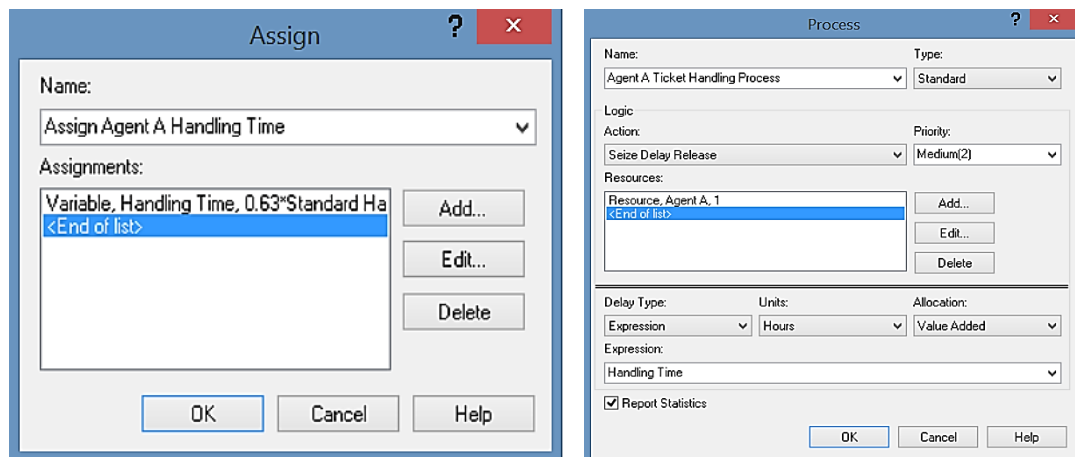 Assign
?
x
Name:
Assign Agent A Handling Time
Assignments:
Variable, Handling Time, 0.63*Standard Ha
<End of list>
Add...
Edit...
Delete
OK
Cancel
Help
Process
?
x
Name:
Type:
Agent A Ticket Handling Process
Standard
Logic
Action:
Priority:
Seize Delay Release
Medium(2)
Resources:
Resource, Agent A, 1
<End of list>
Add...
Edit...
Delete
Delay Type:
Units:
Allocation:
Expression
Hours
Value Added
Expression:
Handling Time
Report Statistics
OK
Cancel
Help